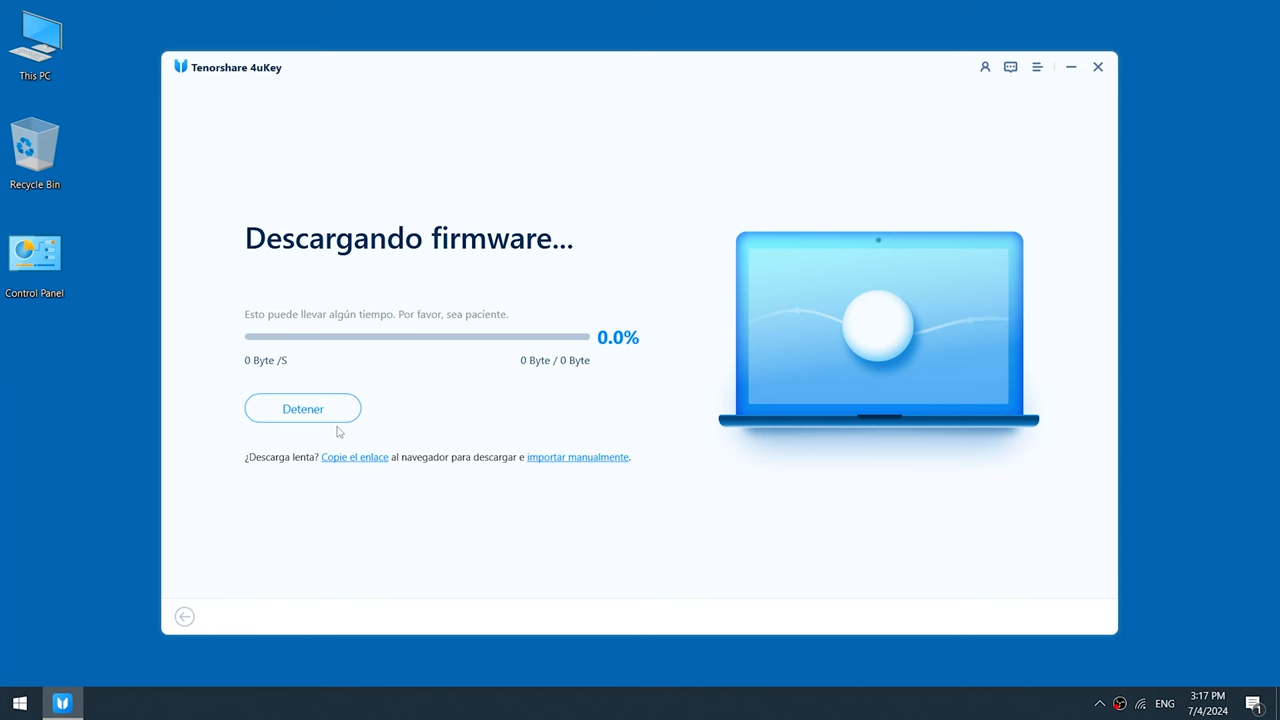 This PC
Recycle Bin
Control Panel
Tenorshare 4uKey
Descargando firmware...
Esto puede llevar algún tiempo. Por favor, sea paciente.
0.0%
0 Byte /S
0 Byte / 0 Byte
Detener
¿Descarga lenta? Copie el enlace al navegador para descargar e importar manualmente.
ENG
3:17 PM
7/4/2024
1